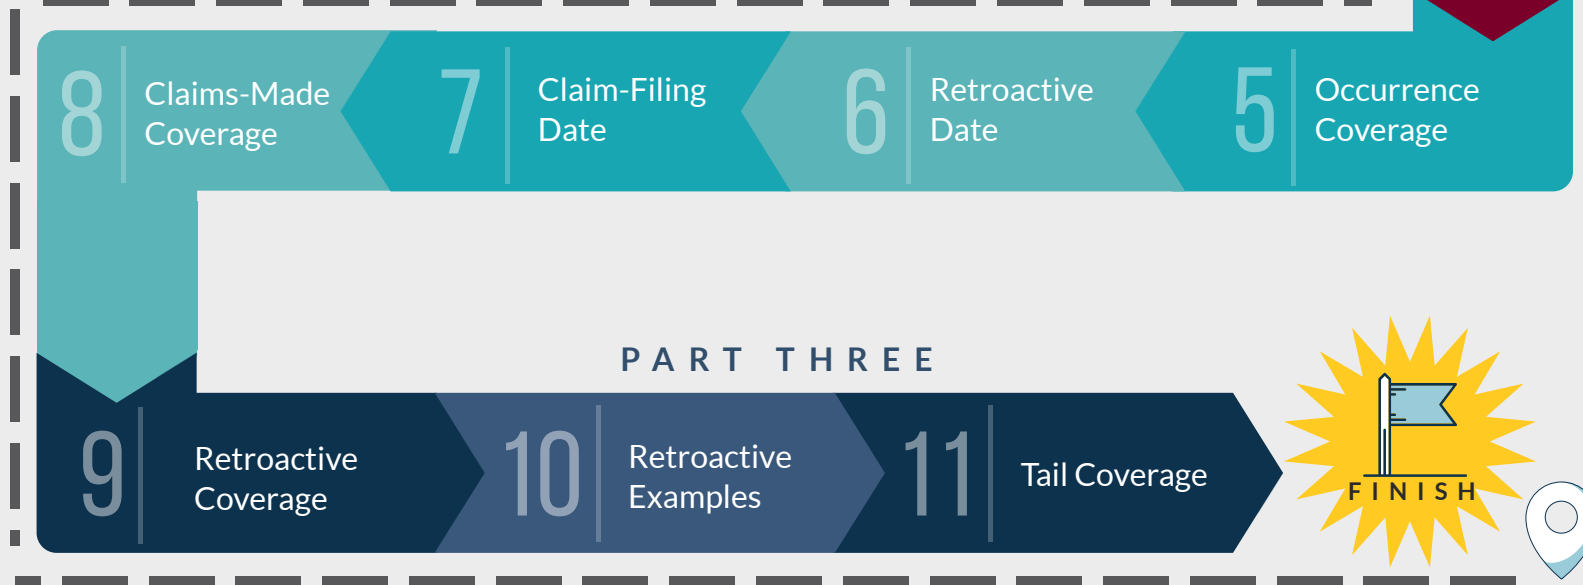 5
Occurrence
Coverage
6
Retroactive
Date
7
Claim-Filing
Date
8
Claims-Made
Coverage
PART THREE
9
Retroactive
Coverage
10
Retroactive
Examples
11
Tail Coverage
FINISH